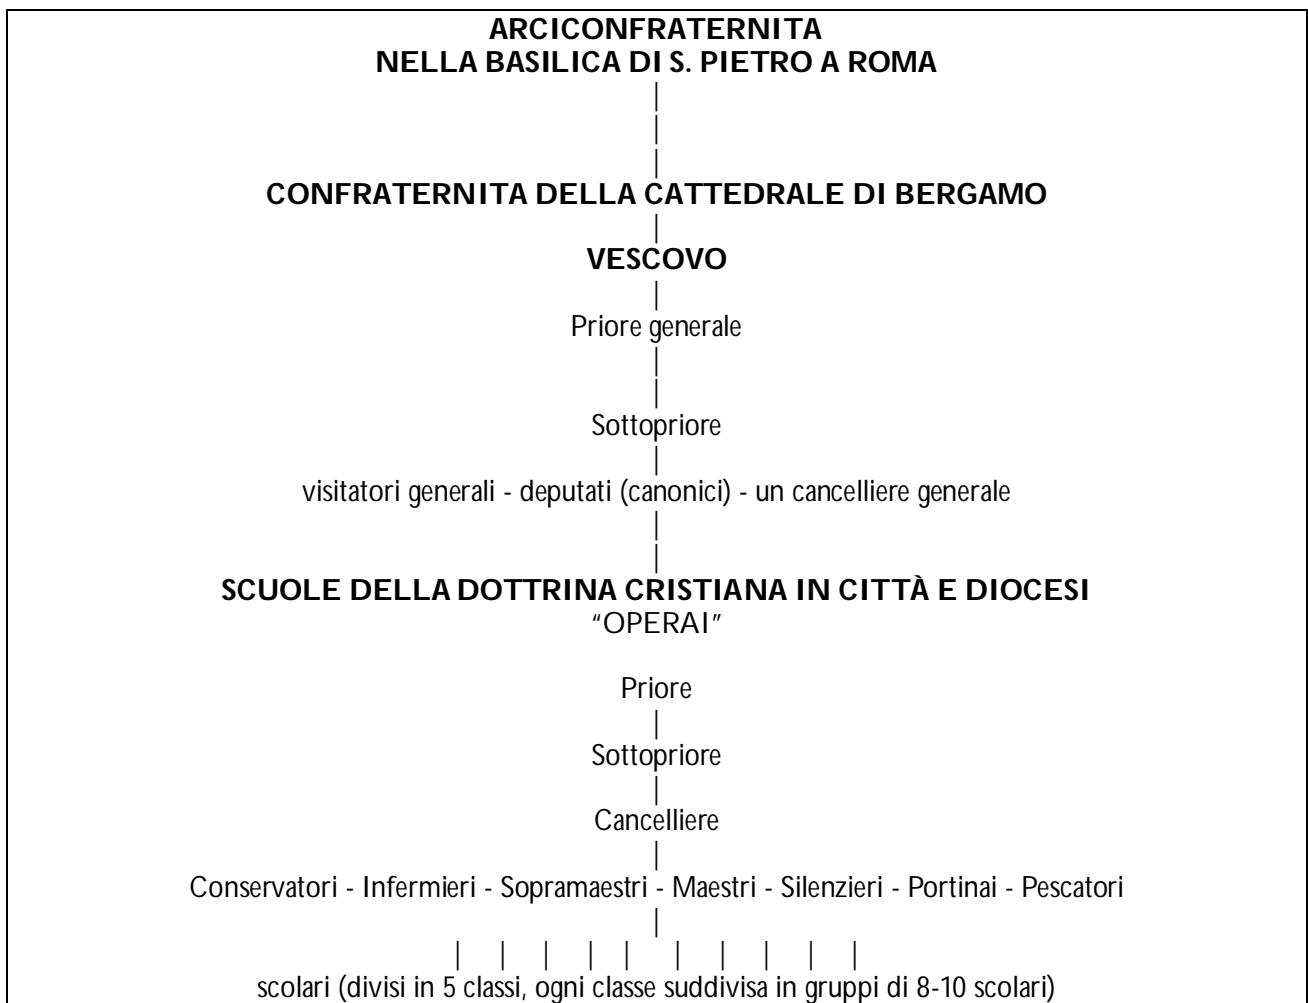 ARCICONFRATERNITA
NELLA BASILICA DI S. PIETRO A ROMA
CONFRATERNITA DELLA CATTEDRALE DI BERGAMO
VESCOVO
Priore generale
Sottopriore
visitatori generali - deputati (canonici) - un cancelliere generale
SCUOLE DELLA DOTTRINA CRISTIANA IN CITTÀ E DIOCESI
“OPERAI”
Priore
Sottopriore
Cancelliere
Conservatori - Infermieri - Sopramaestri - Maestri - Silenzieri - Portinai - Pescatori
scolari (divisi in 5 classi, ogni classe suddivisa in gruppi di 8-10 scolari)